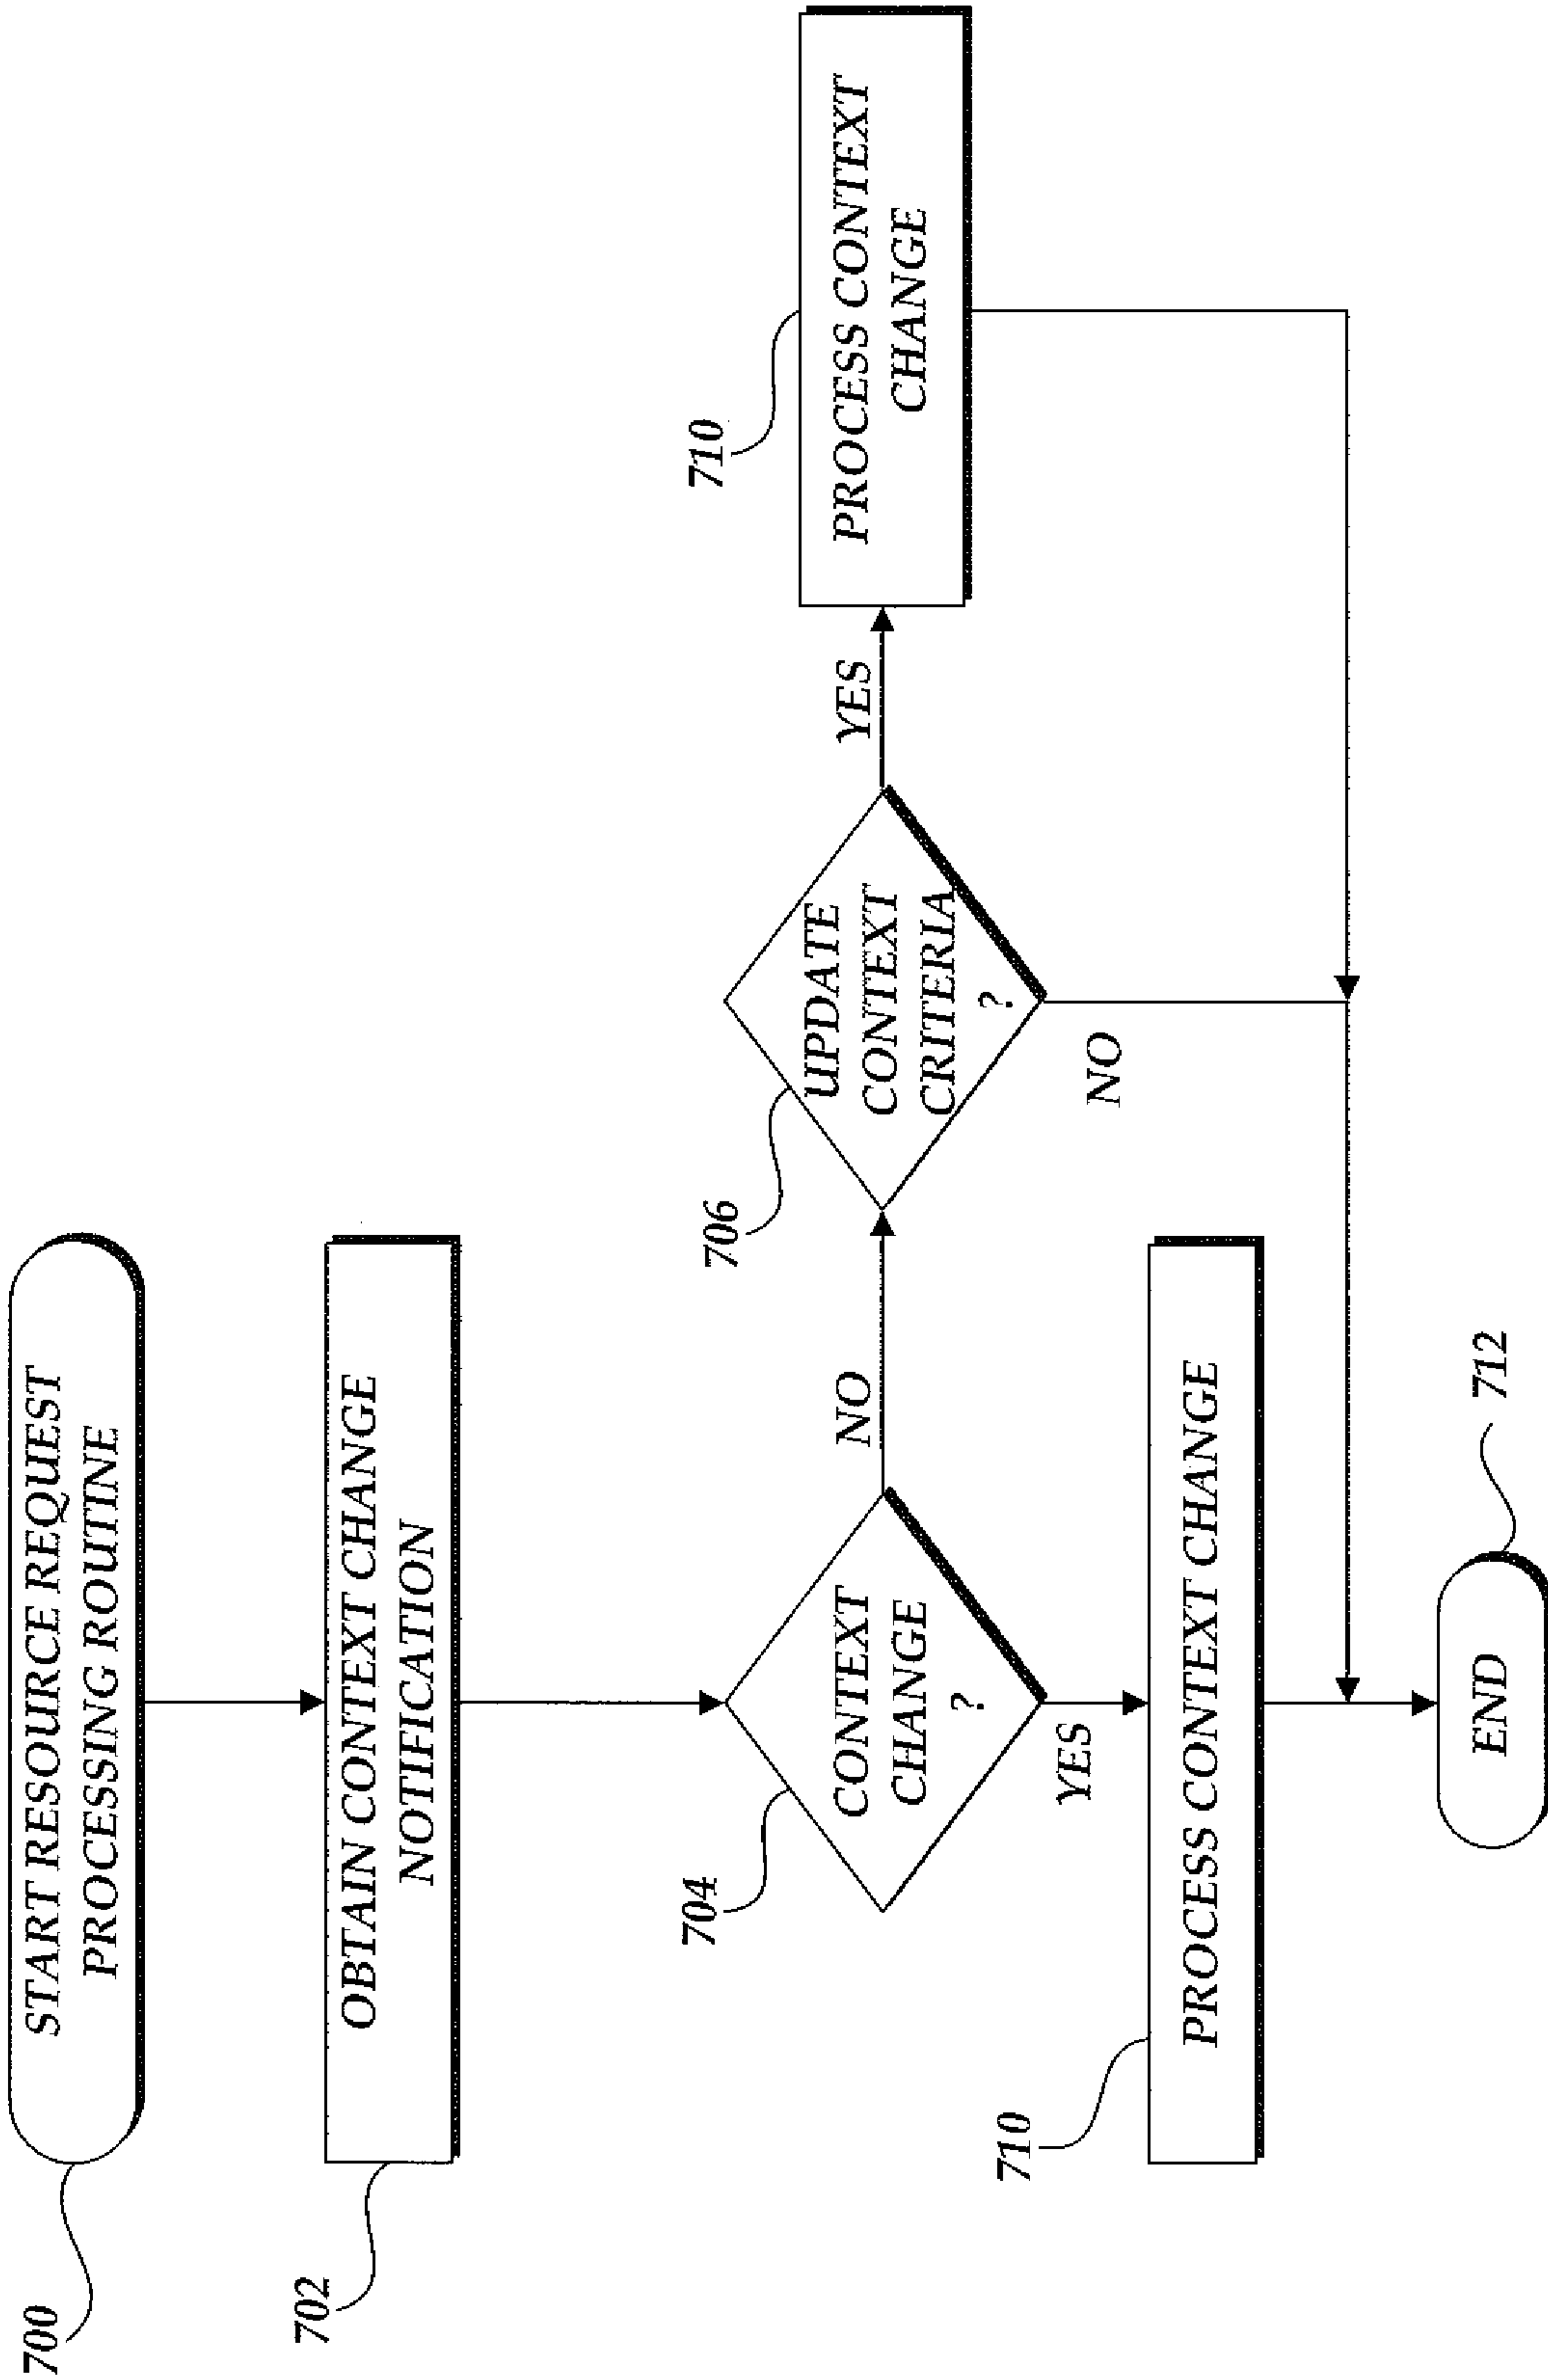 700
START RESOURCE REQUEST
PROCESSING ROUTINE
702
OBTAIN CONTEXT CHANGE
NOTIFICATION
704
CONTEXT
CHANGE
?
NO
YES
706
UPDATE
CONTEXT
CRITERIA
?
YES
NO
710
PROCESS CONTEXT
CHANGE
710
PROCESS CONTEXT CHANGE
END
712